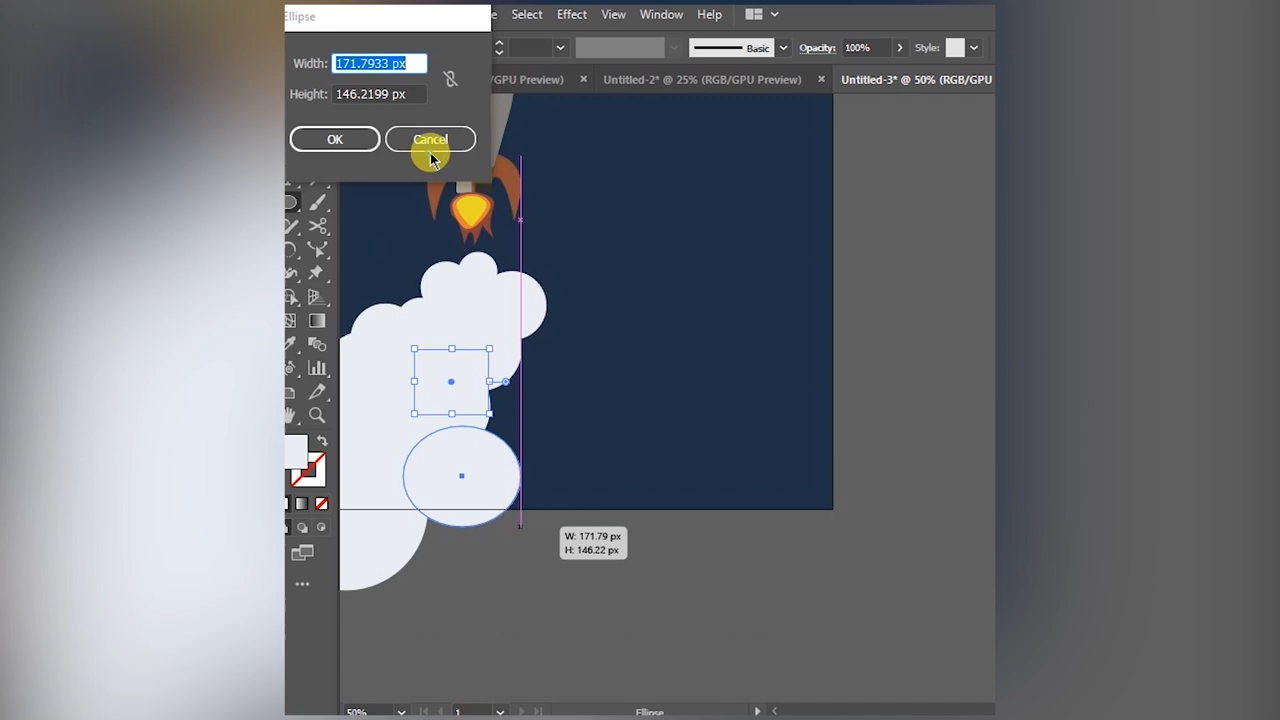 Ellipse
Select Effect View Window Help
Width: 171.7933 px
Basic Opacity: 100% Style:
/GPU Preview) × Untitled-2* @ 25% (RGB/GPU Preview) × Untitled-3* @ 50% (RGB/GPU
Height: 146.2199 px
OK Cancel
W: 171.79 px
H: 146.22 px
50% 1 Ellipse